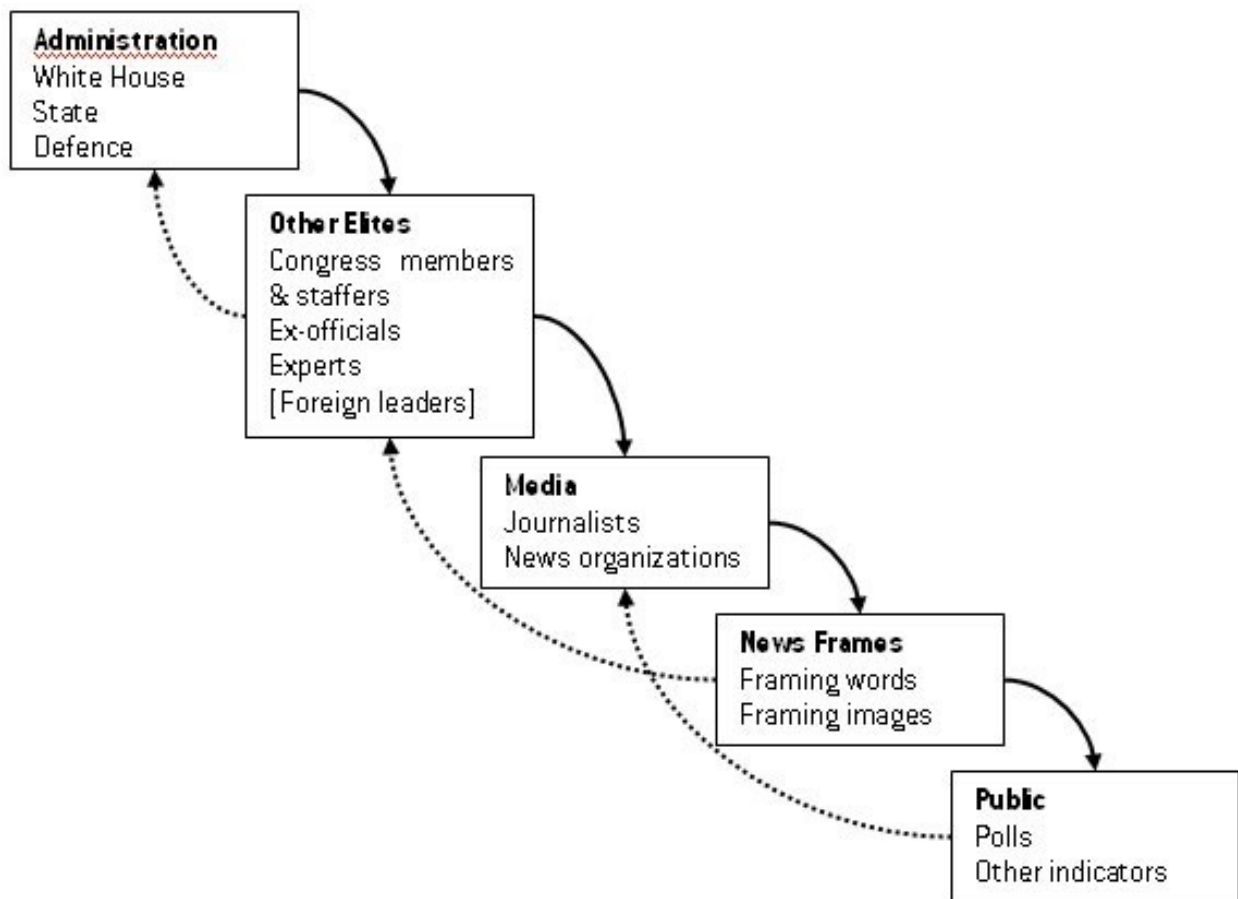 Administration
White House
State
Defence
Other Elites
Congress members
& staffers
Ex-officials
Experts
[Foreign leaders]
Media
Journalists
News organizations
News Frames
Framing words
Framing images
Public
Polls
Other indicators